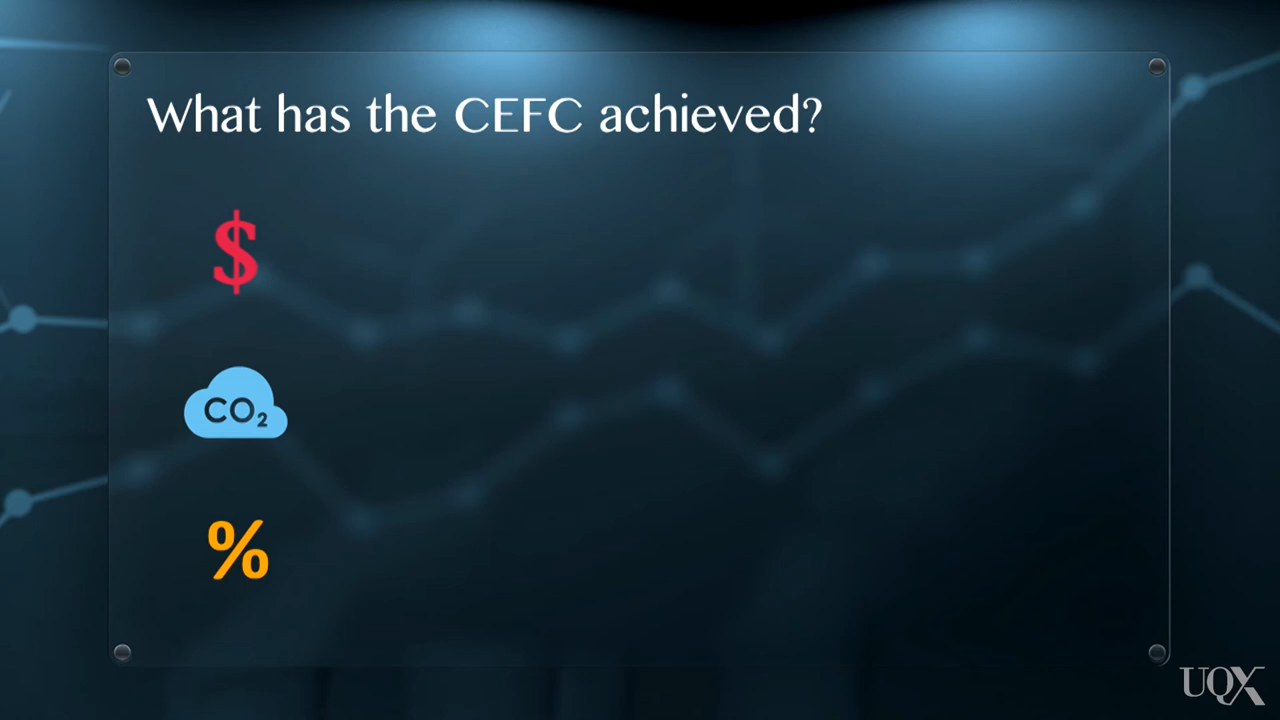 What has the CEFC achieved?
$
CO₂
%
UQX